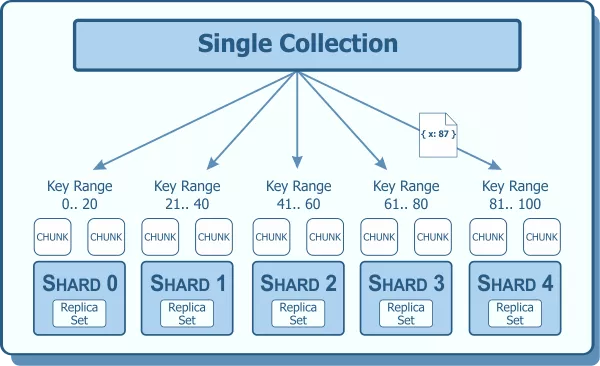 Single Collection
{ x: 87 }
Key Range
0.. 20
Key Range
21.. 40
Key Range
41.. 60
Key Range
61.. 80
Key Range
81.. 100
CHUNK CHUNK CHUNK CHUNK CHUNK CHUNK CHUNK CHUNK CHUNK CHUNK
SHARD 0 SHARD 1 SHARD 2 SHARD 3 SHARD 4
Replica
Set
Replica
Set
Replica
Set
Replica
Set
Replica
Set